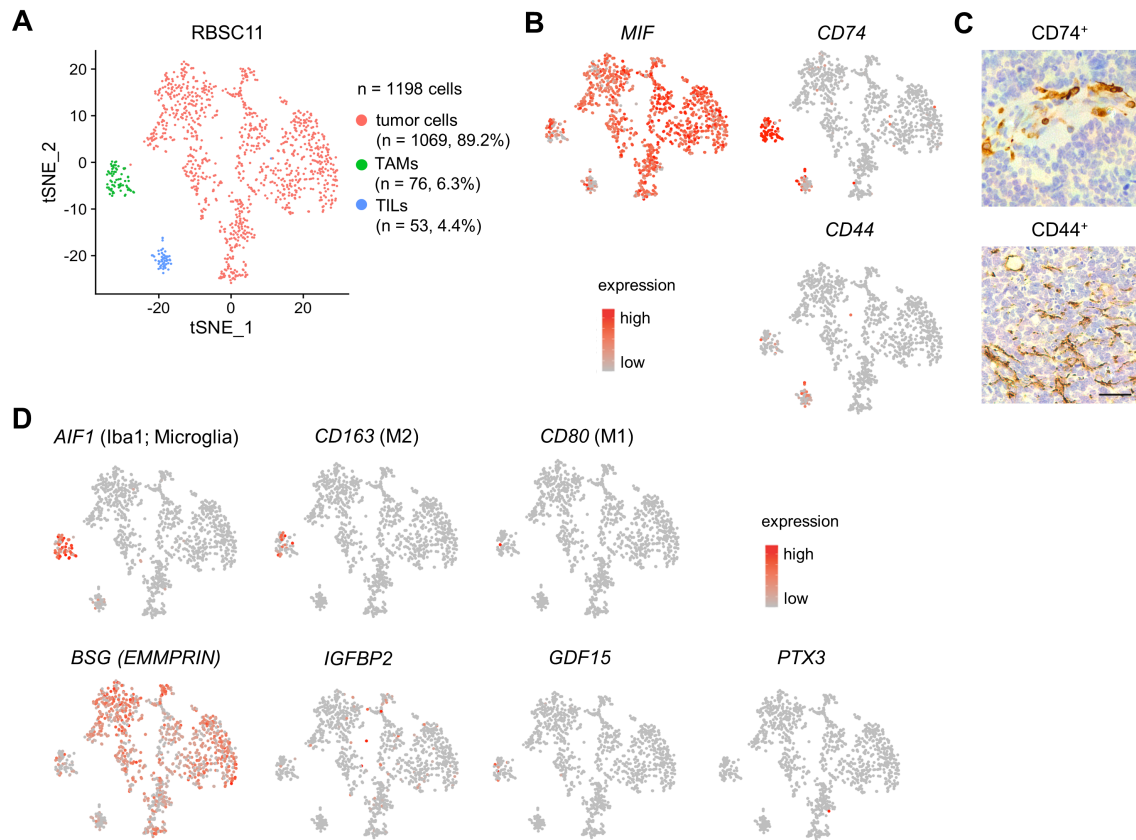 A
RBSC11
20
10
0
-10
-20
tSNE_2
-20
0
20
tSNE_1
n = 1198 cells
tumor cells
(n = 1069, 89.2%)
TAMs
(n = 76, 6.3%)
TILs
(n = 53, 4.4%)
B
MIF
CD74
CD44
expression
high
low
C
CD74⁺
CD44⁺
D
AIF1 (Iba1; Microglia)
CD163 (M2)
CD80 (M1)
expression
high
low
BSG (EMMPRIN)
IGFBP2
GDF15
PTX3